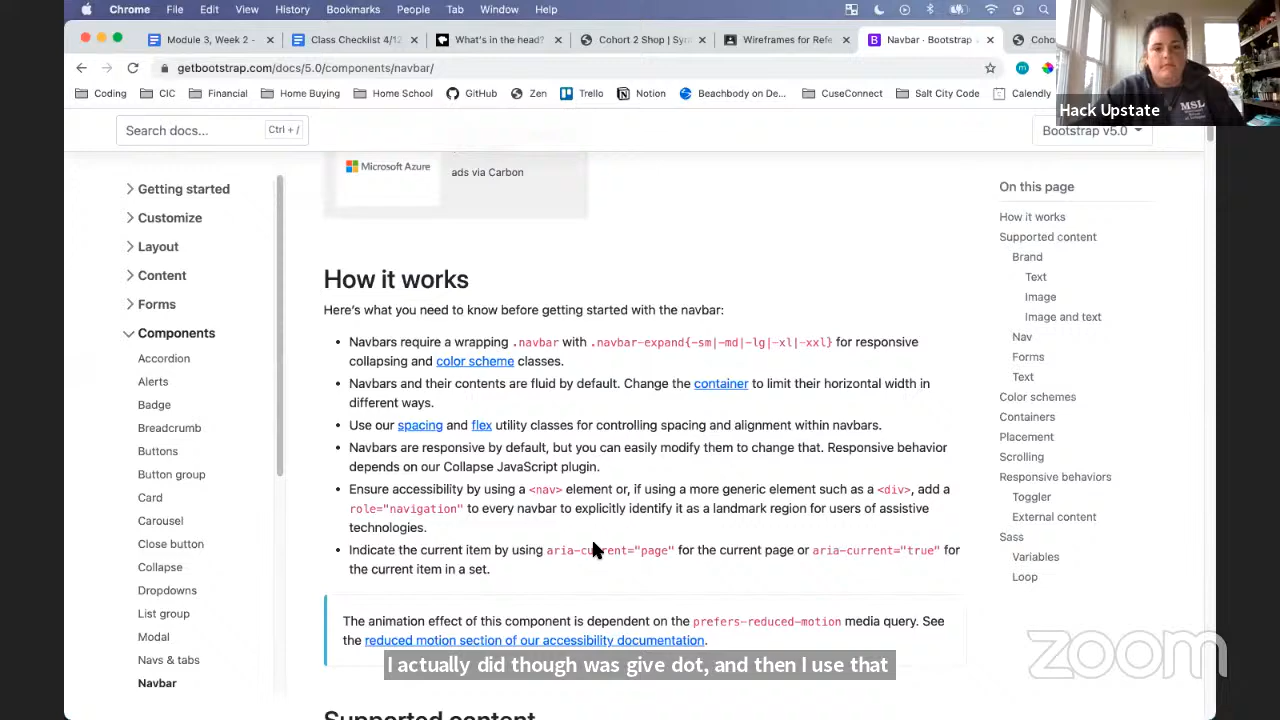 Chrome File Edit View History Bookmarks People Tab Window Help
Module 3, Week 2 -
Class Checklist 4/12
What's in the head?
Cohort 2 Shop | Syr
Wireframes for Refe
Navbar · Bootstrap
Coho
getbootstrap.com/docs/5.0/components/navbar/
Coding CIC Financial Home Buying Home School GitHub Zen Trello Notion Beachbody on De... CuseConnect Salt City Code Calendly
MSL
Hack Upstate
Search docs... Ctrl + /
Bootstrap v5.0
Microsoft Azure
ads via Carbon
Getting started
Customize
Layout
Content
Forms
Components
Accordion
Alerts
Badge
Breadcrumb
Buttons
Button group
Card
Carousel
Close button
Collapse
Dropdowns
List group
Modal
Navs & tabs
Navbar
How it works
Here's what you need to know before getting started with the navbar:
• Navbars require a wrapping .navbar with .navbar-expand{-sm|-md|-lg|-xl|-xxl} for responsive
collapsing and color scheme classes.
• Navbars and their contents are fluid by default. Change the container to limit their horizontal width in
different ways.
• Use our spacing and flex utility classes for controlling spacing and alignment within navbars.
• Navbars are responsive by default, but you can easily modify them to change that. Responsive behavior
depends on our Collapse JavaScript plugin.
• Ensure accessibility by using a <nav> element or, if using a more generic element such as a <div>, add a
role="navigation" to every navbar to explicitly identify it as a landmark region for users of assistive
technologies.
• Indicate the current item by using aria-current="page" for the current page or aria-current="true" for
the current item in a set.
The animation effect of this component is dependent on the prefers-reduced-motion media query. See
the reduced motion section of our accessibility documentation.
Supported content
On this page
How it works
Supported content
Brand
Text
Image
Image and text
Nav
Forms
Text
Color schemes
Containers
Placement
Scrolling
Responsive behaviors
Toggler
External content
Sass
Variables
Loop
I actually did though was give dot, and then I use that
zoom